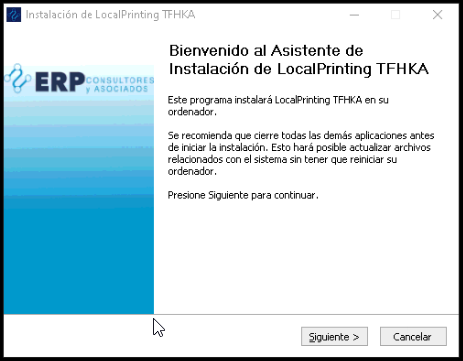 Instalación de LocalPrinting TFHKA
Bienvenido al Asistente de
Instalación de LocalPrinting TFHKA
ERP CONSULTORES
y ASOCIADOS
Este programa instalará LocalPrinting TFHKA en su
ordenador.
Se recomienda que cierre todas las demás aplicaciones antes
de iniciar la instalación. Esto hará posible actualizar archivos
relacionados con el sistema sin tener que reiniciar su
ordenador.
Presione Siguiente para continuar.
Siguiente >
Cancelar